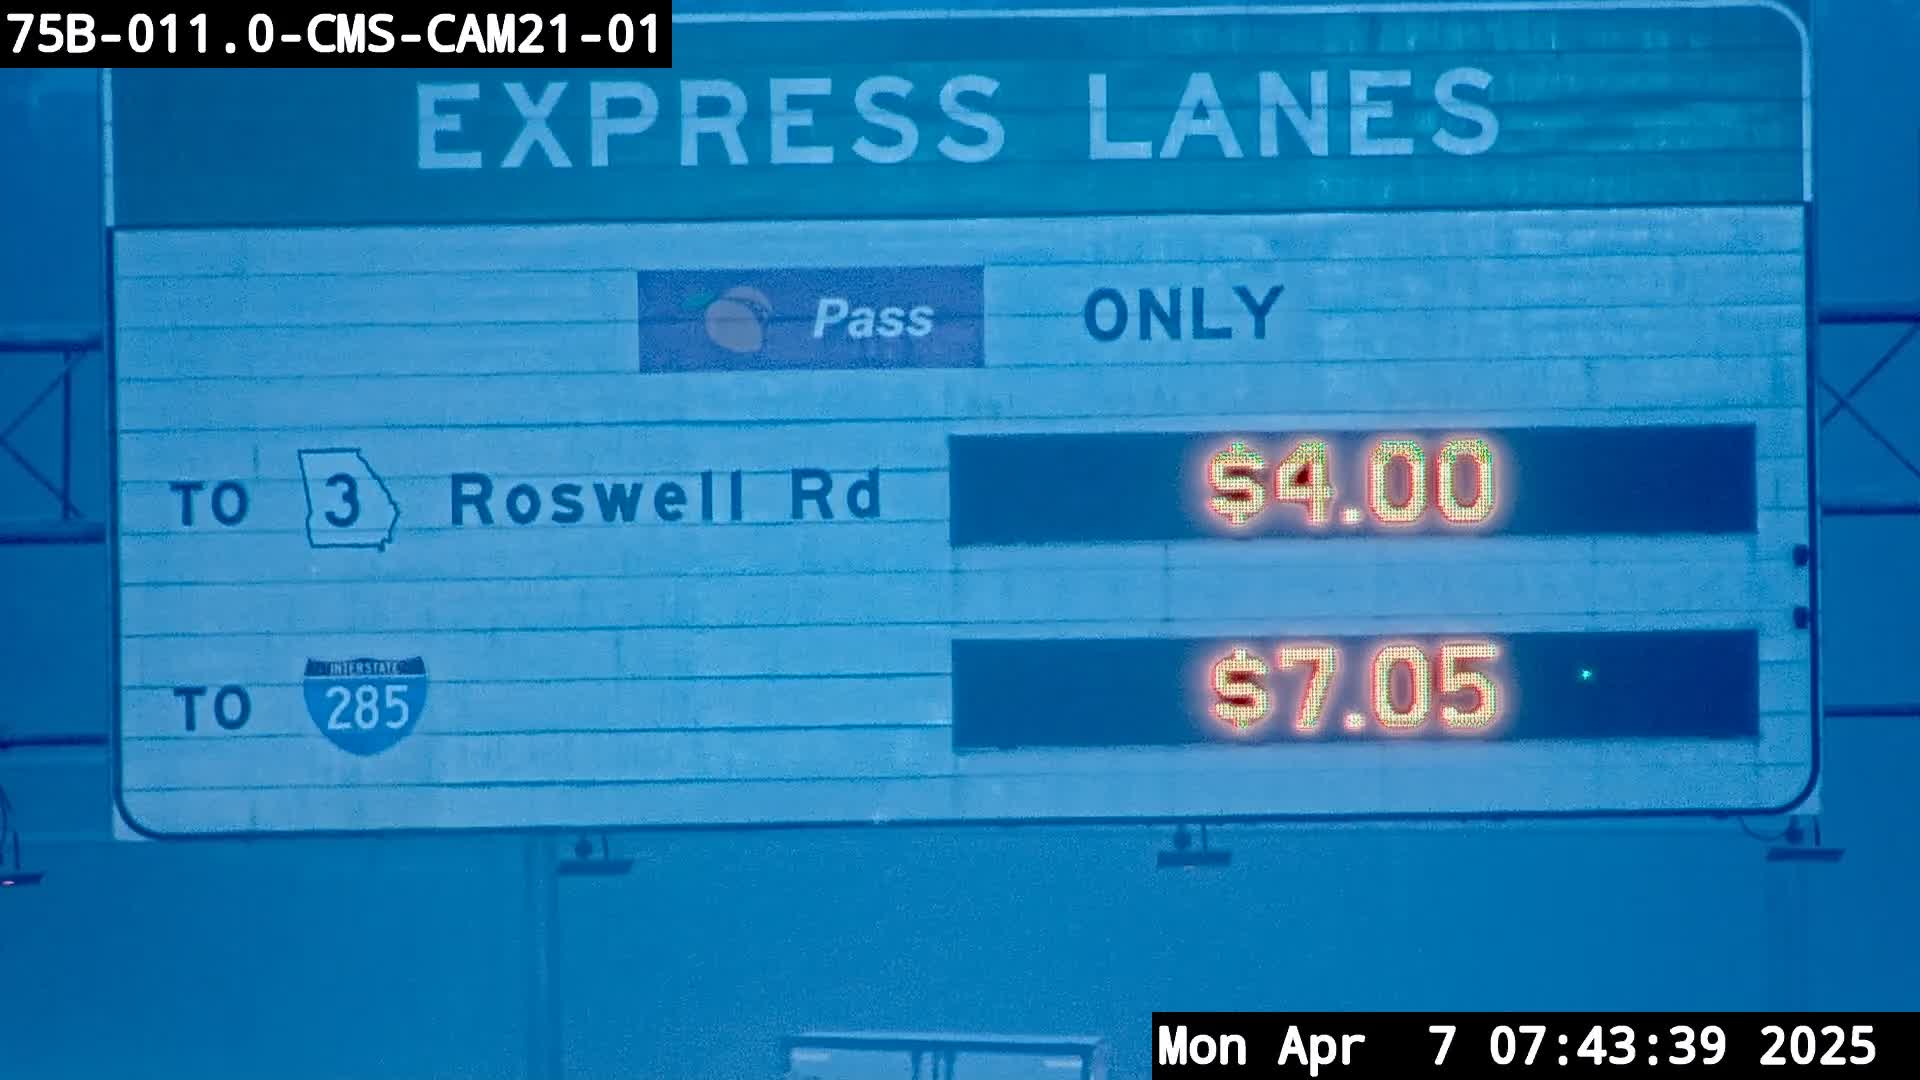 75B-011.0-CMS-CAM21-01
EXPRESS LANES
Pass ONLY
TO 3 Roswell Rd $4.00
TO INTERSTATE 285 $7.05
Mon Apr 7 07:43:39 2025